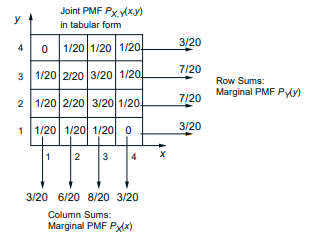 Joint PMF PX,Y(x,y)
in tabular form
y
4 0 1/20 1/20 1/20 3/20
3 1/20 2/20 3/20 1/20 7/20
2 1/20 2/20 3/20 1/20 7/20
1 1/20 1/20 1/20 0 3/20
1 2 3 4 x
3/20 6/20 8/20 3/20
Row Sums:
Marginal PMF PY(y)
Column Sums:
Marginal PMF PX(x)